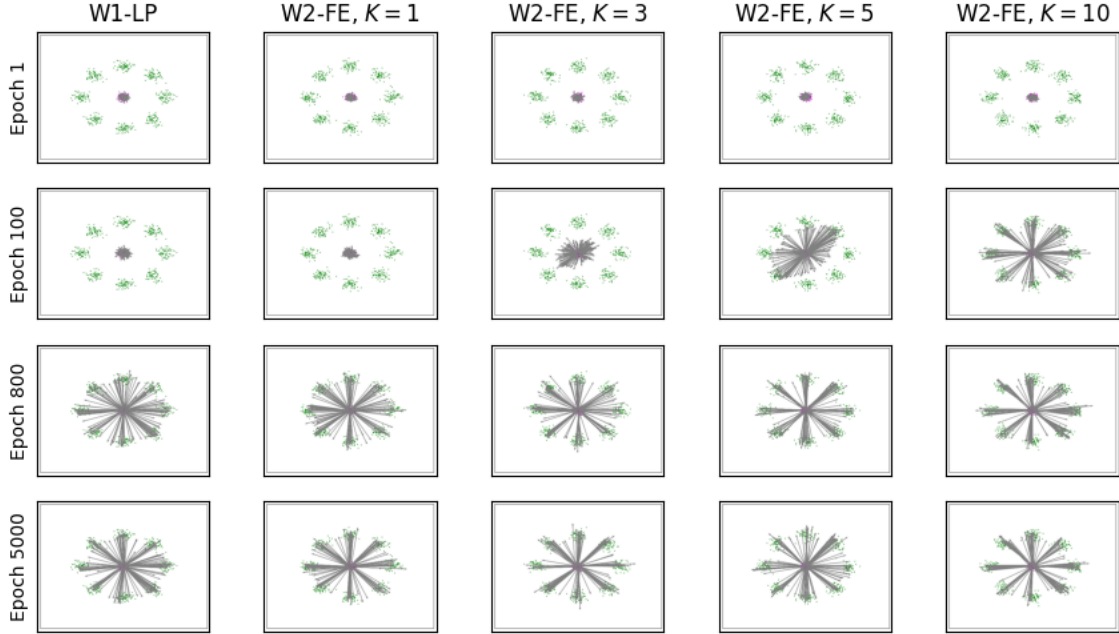 W1-LP W2-FE, K = 1 W2-FE, K = 3 W2-FE, K = 5 W2-FE, K = 10
Epoch 1
Epoch 100
Epoch 800
Epoch 5000